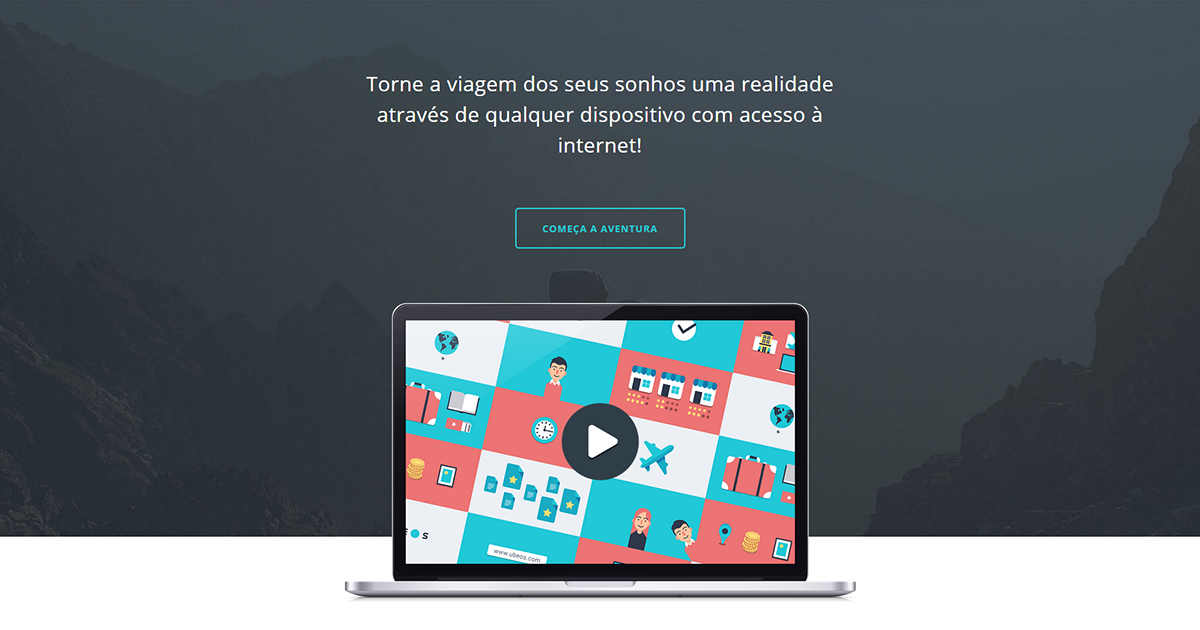 Torne a viagem dos seus sonhos uma realidade
através de qualquer dispositivo com acesso à
internet!
COMEÇA A AVENTURA
www.ubeos.com